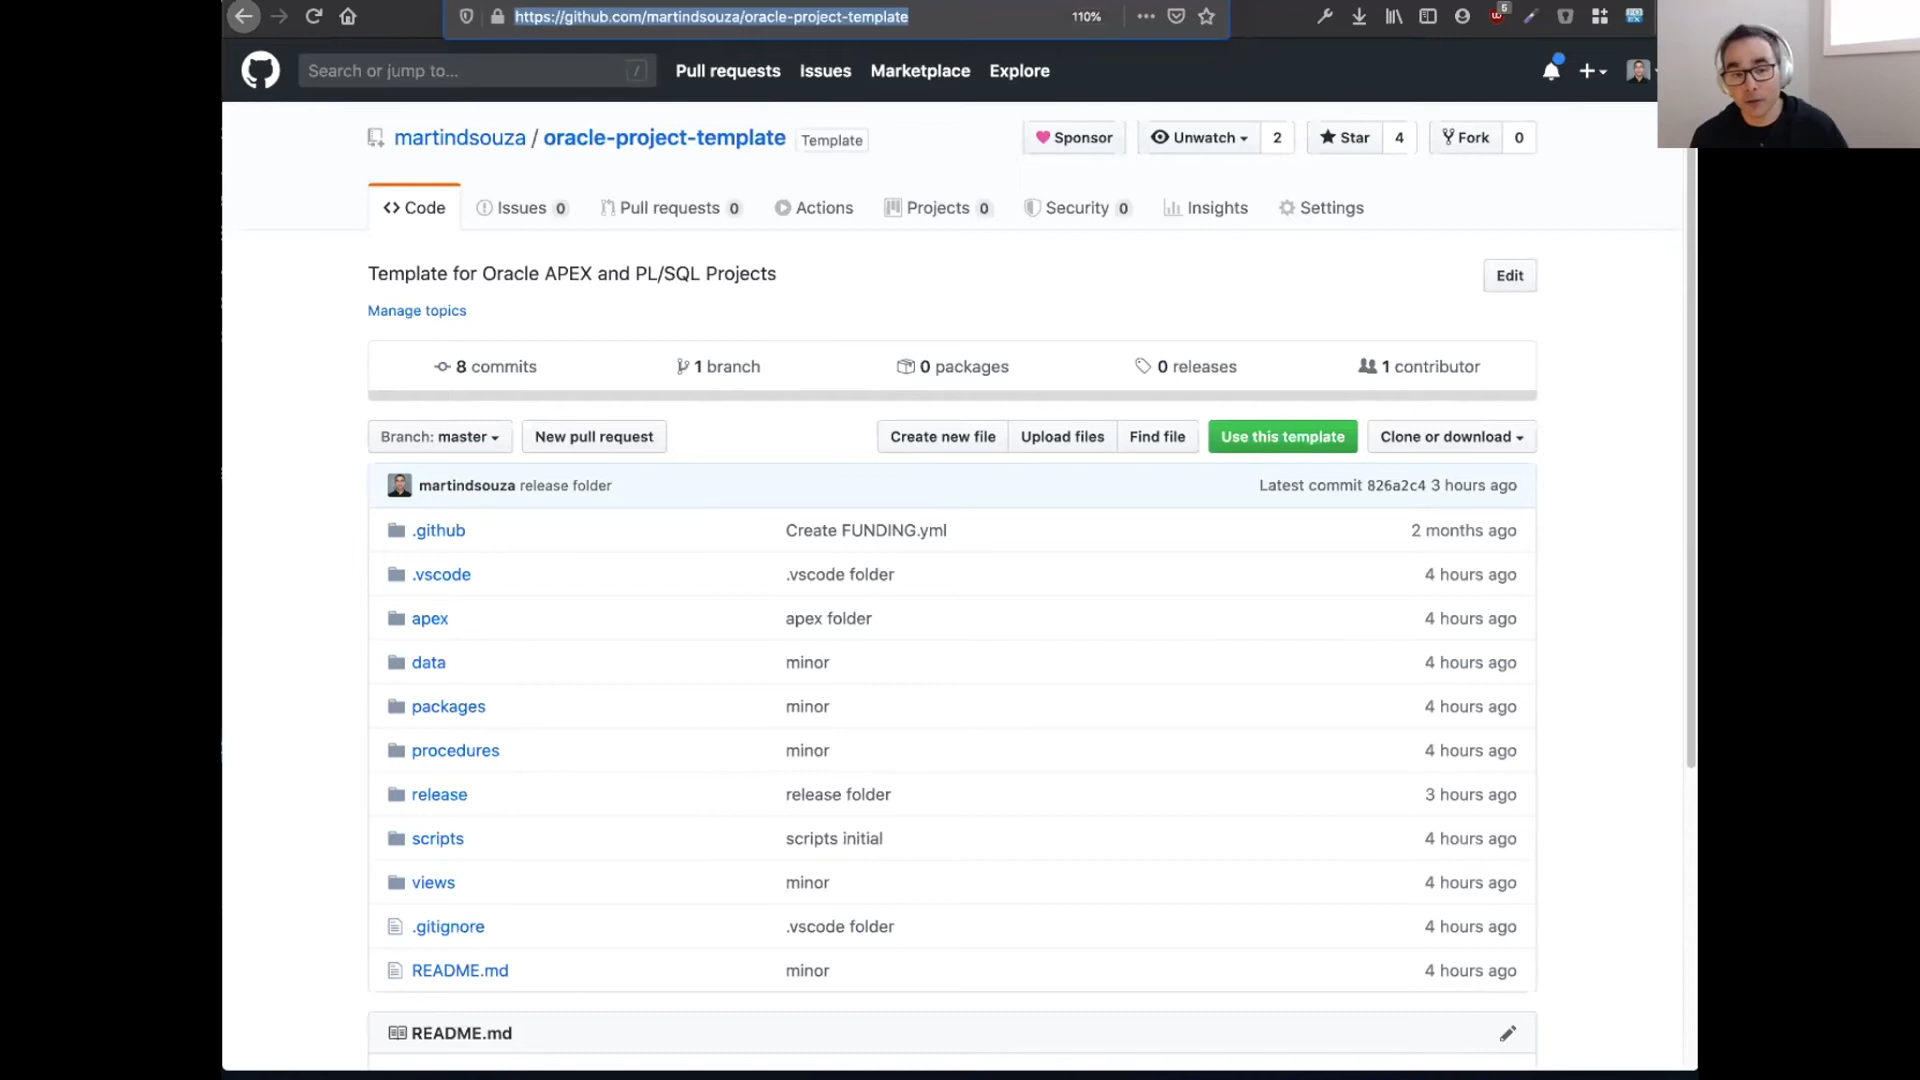 https://github.com/martindsouza/oracle-project-template 110% 5
Search or jump to... / Pull requests Issues Marketplace Explore
martindsouza / oracle-project-template Template Sponsor Unwatch 2 Star 4 Fork 0
Code Issues 0 Pull requests 0 Actions Projects 0 Security 0 Insights Settings
Template for Oracle APEX and PL/SQL Projects Edit
Manage topics
8 commits 1 branch 0 packages 0 releases 1 contributor
Branch: master New pull request Create new file Upload files Find file Use this template Clone or download
martindsouza release folder Latest commit 826a2c4 3 hours ago
.github Create FUNDING.yml 2 months ago
.vscode .vscode folder 4 hours ago
apex apex folder 4 hours ago
data minor 4 hours ago
packages minor 4 hours ago
procedures minor 4 hours ago
release release folder 3 hours ago
scripts scripts initial 4 hours ago
views minor 4 hours ago
.gitignore .vscode folder 4 hours ago
README.md minor 4 hours ago
README.md